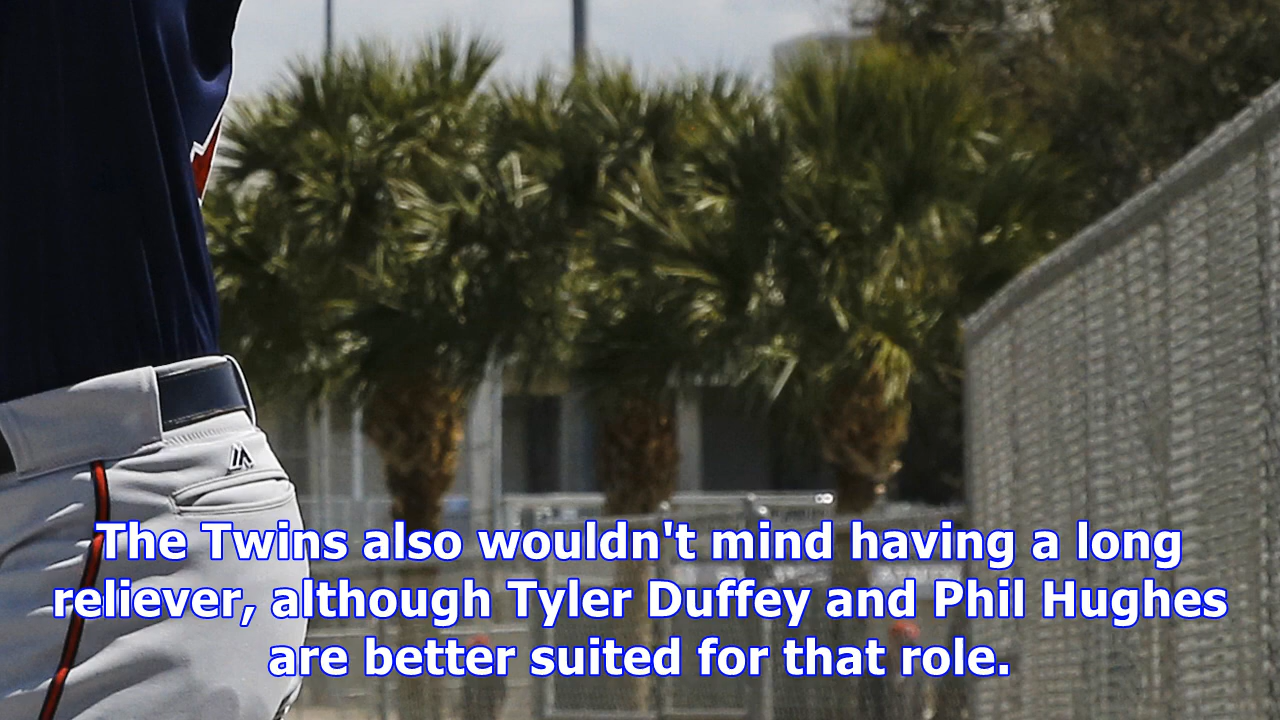 The Twins also wouldn't mind having a long
reliever, although Tyler Duffey and Phil Hughes
are better suited for that role.